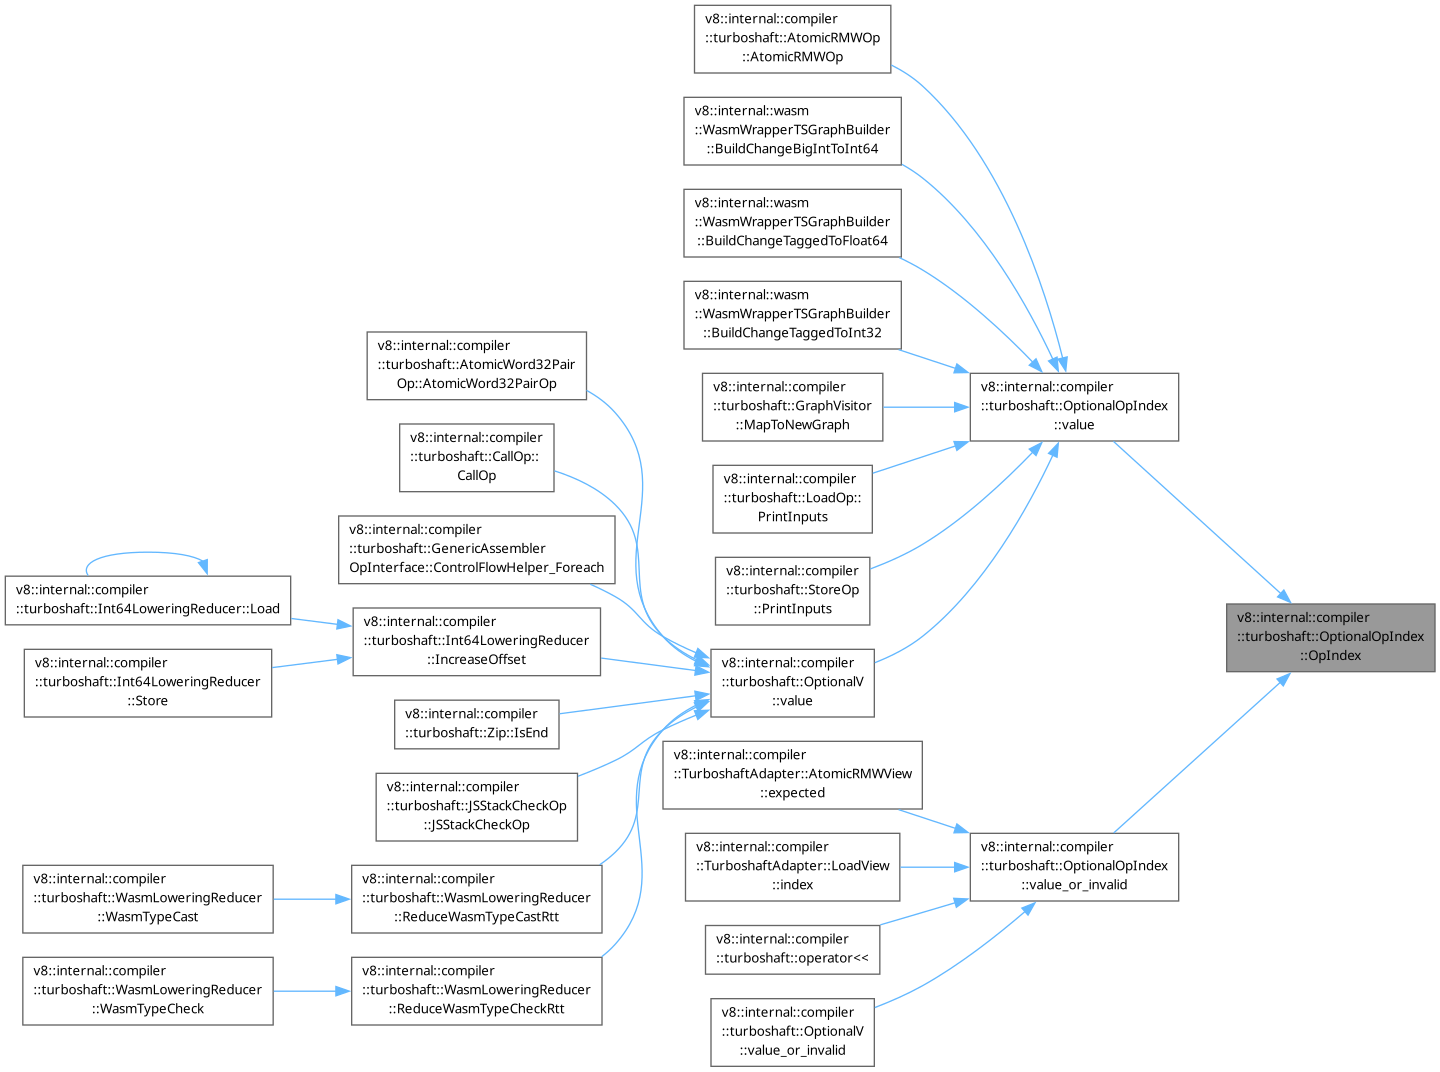 v8::internal::compiler
::turboshaft::AtomicRMWOp
::AtomicRMWOp
v8::internal::wasm
::WasmWrapperTSGraphBuilder
::BuildChangeBigIntToInt64
v8::internal::wasm
::WasmWrapperTSGraphBuilder
::BuildChangeTaggedToFloat64
v8::internal::wasm
::WasmWrapperTSGraphBuilder
::BuildChangeTaggedToInt32
v8::internal::compiler
::turboshaft::AtomicWord32Pair
Op::AtomicWord32PairOp
v8::internal::compiler
::turboshaft::GraphVisitor
::MapToNewGraph
v8::internal::compiler
::turboshaft::OptionalOpIndex
::value
v8::internal::compiler
::turboshaft::CallOp::
CallOp
v8::internal::compiler
::turboshaft::LoadOp::
PrintInputs
v8::internal::compiler
::turboshaft::GenericAssembler
OpInterface::ControlFlowHelper_Foreach
v8::internal::compiler
::turboshaft::StoreOp
::PrintInputs
v8::internal::compiler
::turboshaft::Int64LoweringReducer::Load
v8::internal::compiler
::turboshaft::Int64LoweringReducer
::IncreaseOffset
v8::internal::compiler
::turboshaft::OptionalOpIndex
::OpIndex
v8::internal::compiler
::turboshaft::Int64LoweringReducer
::Store
v8::internal::compiler
::turboshaft::OptionalV
::value
v8::internal::compiler
::turboshaft::Zip::IsEnd
v8::internal::compiler
::TurboshaftAdapter::AtomicRMWView
::expected
v8::internal::compiler
::turboshaft::JSStackCheckOp
::JSStackCheckOp
v8::internal::compiler
::TurboshaftAdapter::LoadView
::index
v8::internal::compiler
::turboshaft::OptionalOpIndex
::value_or_invalid
v8::internal::compiler
::turboshaft::WasmLoweringReducer
::WasmTypeCast
v8::internal::compiler
::turboshaft::WasmLoweringReducer
::ReduceWasmTypeCastRtt
v8::internal::compiler
::turboshaft::operator<<
v8::internal::compiler
::turboshaft::WasmLoweringReducer
::WasmTypeCheck
v8::internal::compiler
::turboshaft::WasmLoweringReducer
::ReduceWasmTypeCheckRtt
v8::internal::compiler
::turboshaft::OptionalV
::value_or_invalid